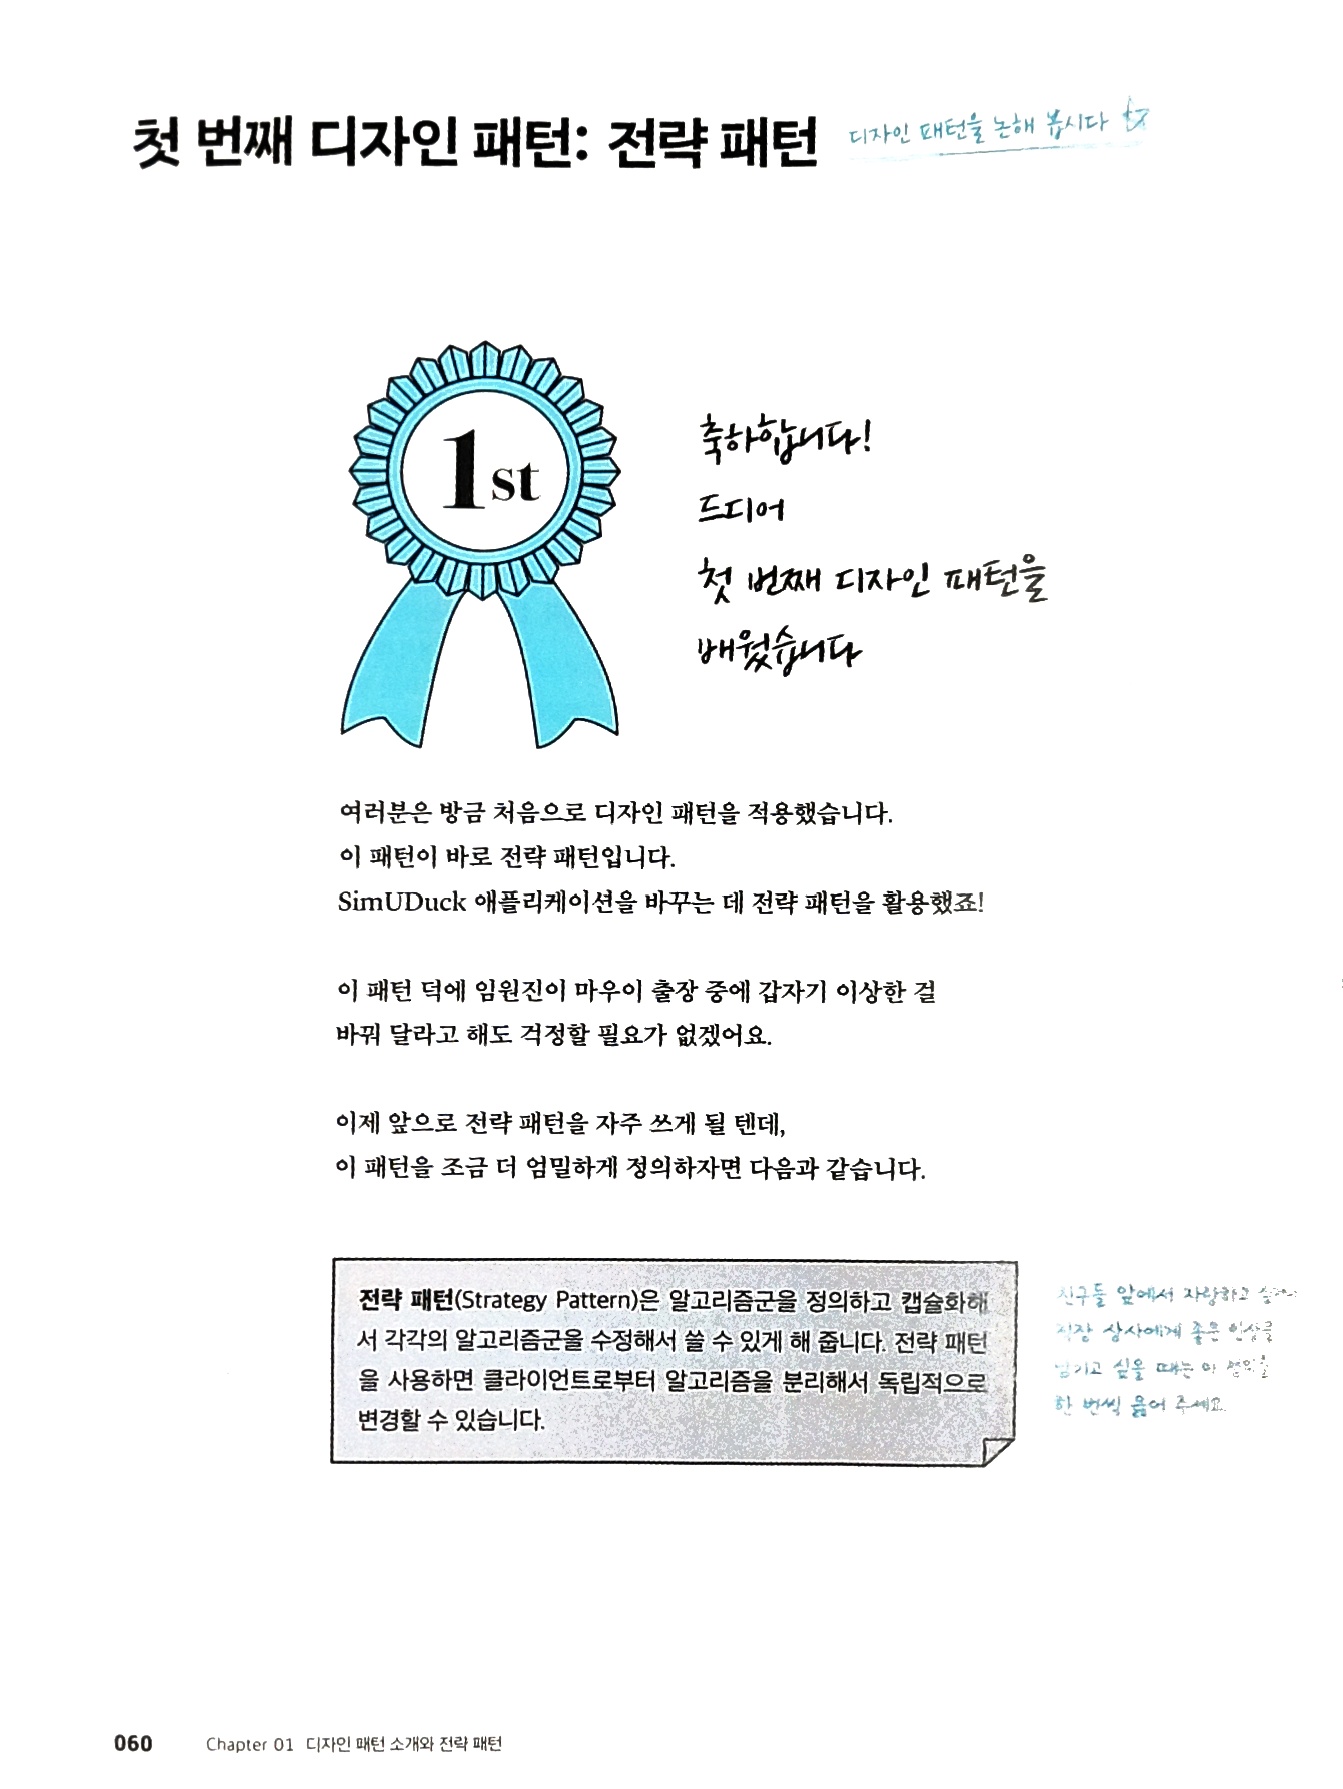 첫 번째 디자인 패턴: 전략 패턴
디자인 패턴을 논해 봅시다
1st
축하합니다!
드디어
첫 번째 디자인 패턴을
배웠습니다
여러분은 방금 처음으로 디자인 패턴을 적용했습니다.
이 패턴이 바로 전략 패턴입니다.
SimUDuck 애플리케이션을 바꾸는 데 전략 패턴을 활용했죠!
이 패턴 덕에 임원진이 마우이 출장 중에 갑자기 이상한 걸
바꿔 달라고 해도 걱정할 필요가 없겠어요.
이제 앞으로 전략 패턴을 자주 쓰게 될 텐데,
이 패턴을 조금 더 엄밀하게 정의하자면 다음과 같습니다.
전략 패턴(Strategy Pattern)은 알고리즘군을 정의하고 캡슐화해
서 각각의 알고리즘군을 수정해서 쓸 수 있게 해 줍니다. 전략 패턴
을 사용하면 클라이언트로부터 알고리즘을 분리해서 독립적으로
변경할 수 있습니다.
친구들 앞에서 자랑하고
직장 상사에게 좋은 인상을
남기고 싶을 때는 이
한 번씩 읊어 주세요.
060 Chapter 01 디자인 패턴 소개와 전략 패턴